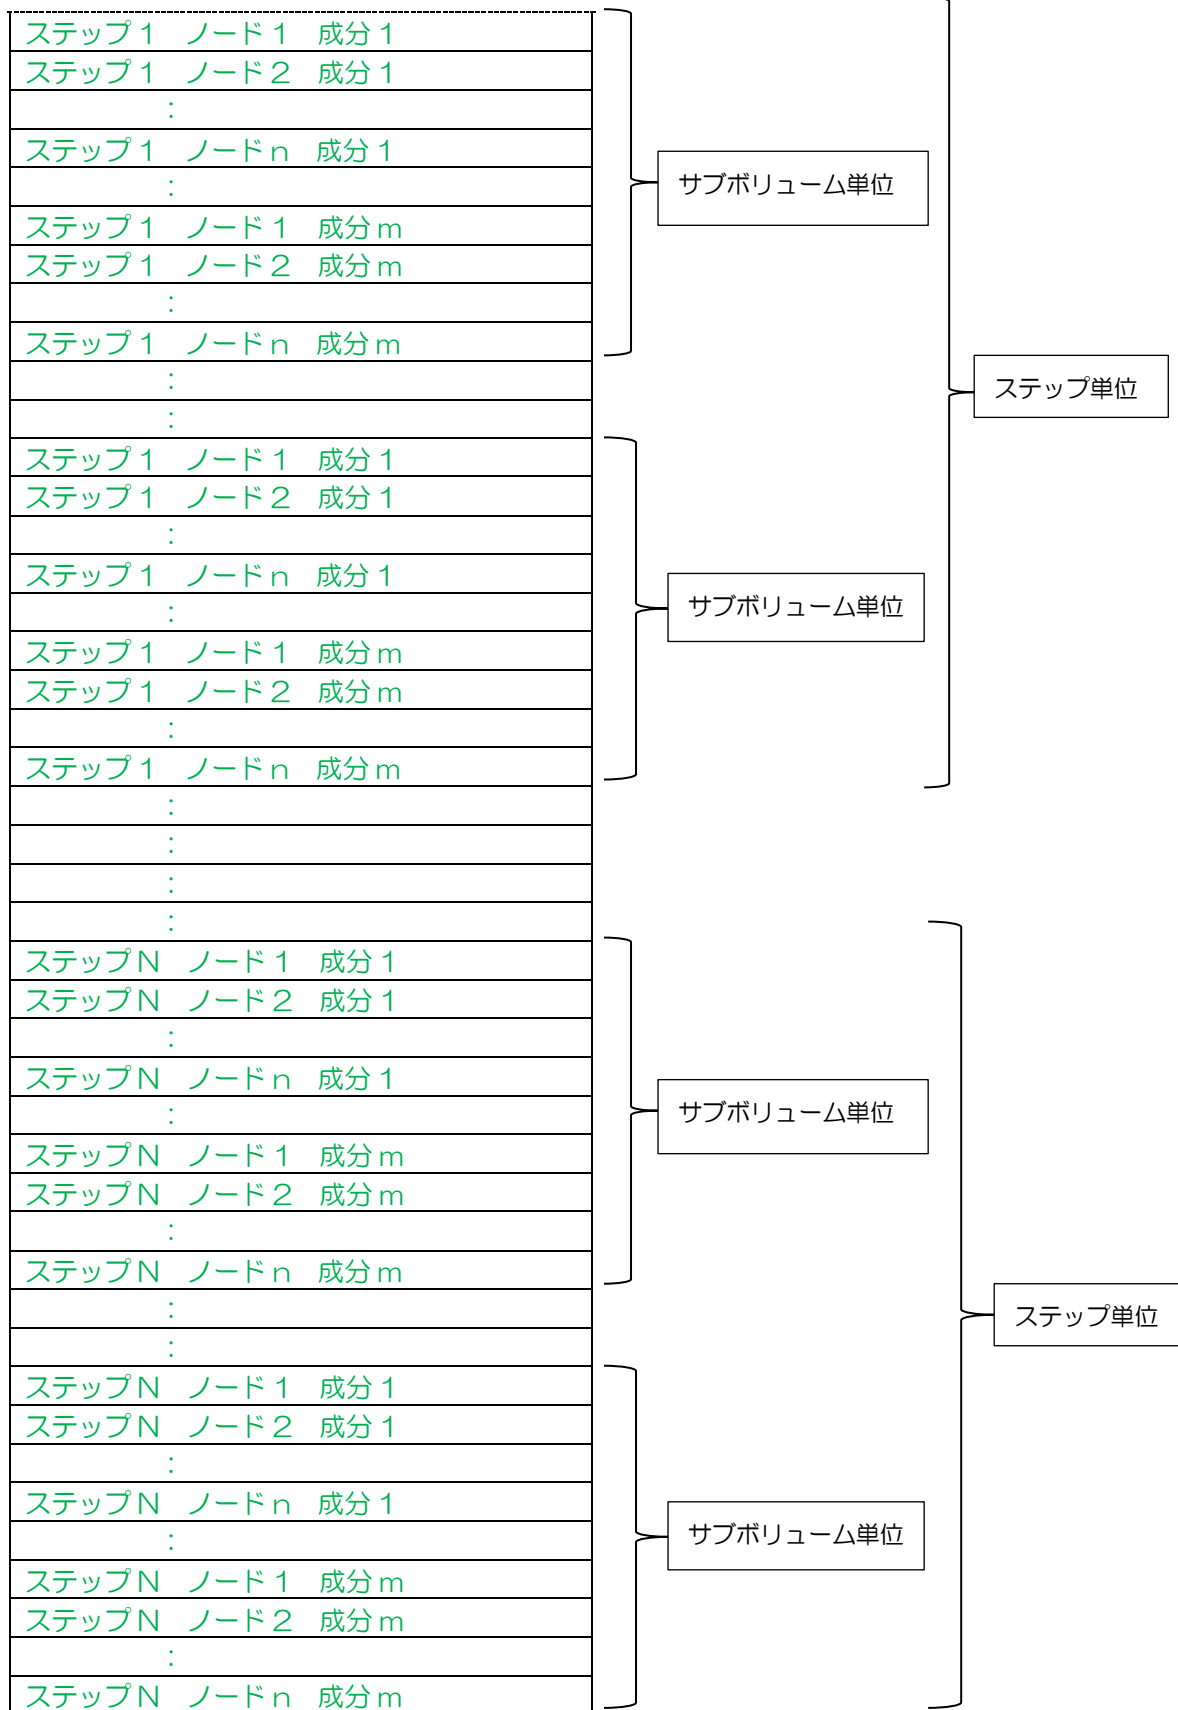 ステップ１　ノード１　成分１
ステップ１　ノード２　成分１
：
ステップ１　ノードｎ　成分１
：
ステップ１　ノード１　成分ｍ
ステップ１　ノード２　成分ｍ
：
ステップ１　ノードｎ　成分ｍ
：
：
ステップ１　ノード１　成分１
ステップ１　ノード２　成分１
：
ステップ１　ノードｎ　成分１
：
ステップ１　ノード１　成分ｍ
ステップ１　ノード２　成分ｍ
：
ステップ１　ノードｎ　成分ｍ
：
：
：
：
ステップＮ　ノード１　成分１
ステップＮ　ノード２　成分１
：
ステップＮ　ノードｎ　成分１
：
ステップＮ　ノード１　成分ｍ
ステップＮ　ノード２　成分ｍ
：
ステップＮ　ノードｎ　成分ｍ
：
：
ステップＮ　ノード１　成分１
ステップＮ　ノード２　成分１
：
ステップＮ　ノードｎ　成分１
：
ステップＮ　ノード１　成分ｍ
ステップＮ　ノード２　成分ｍ
：
ステップＮ　ノードｎ　成分ｍ
サブボリューム単位
サブボリューム単位
サブボリューム単位
サブボリューム単位
ステップ単位
ステップ単位